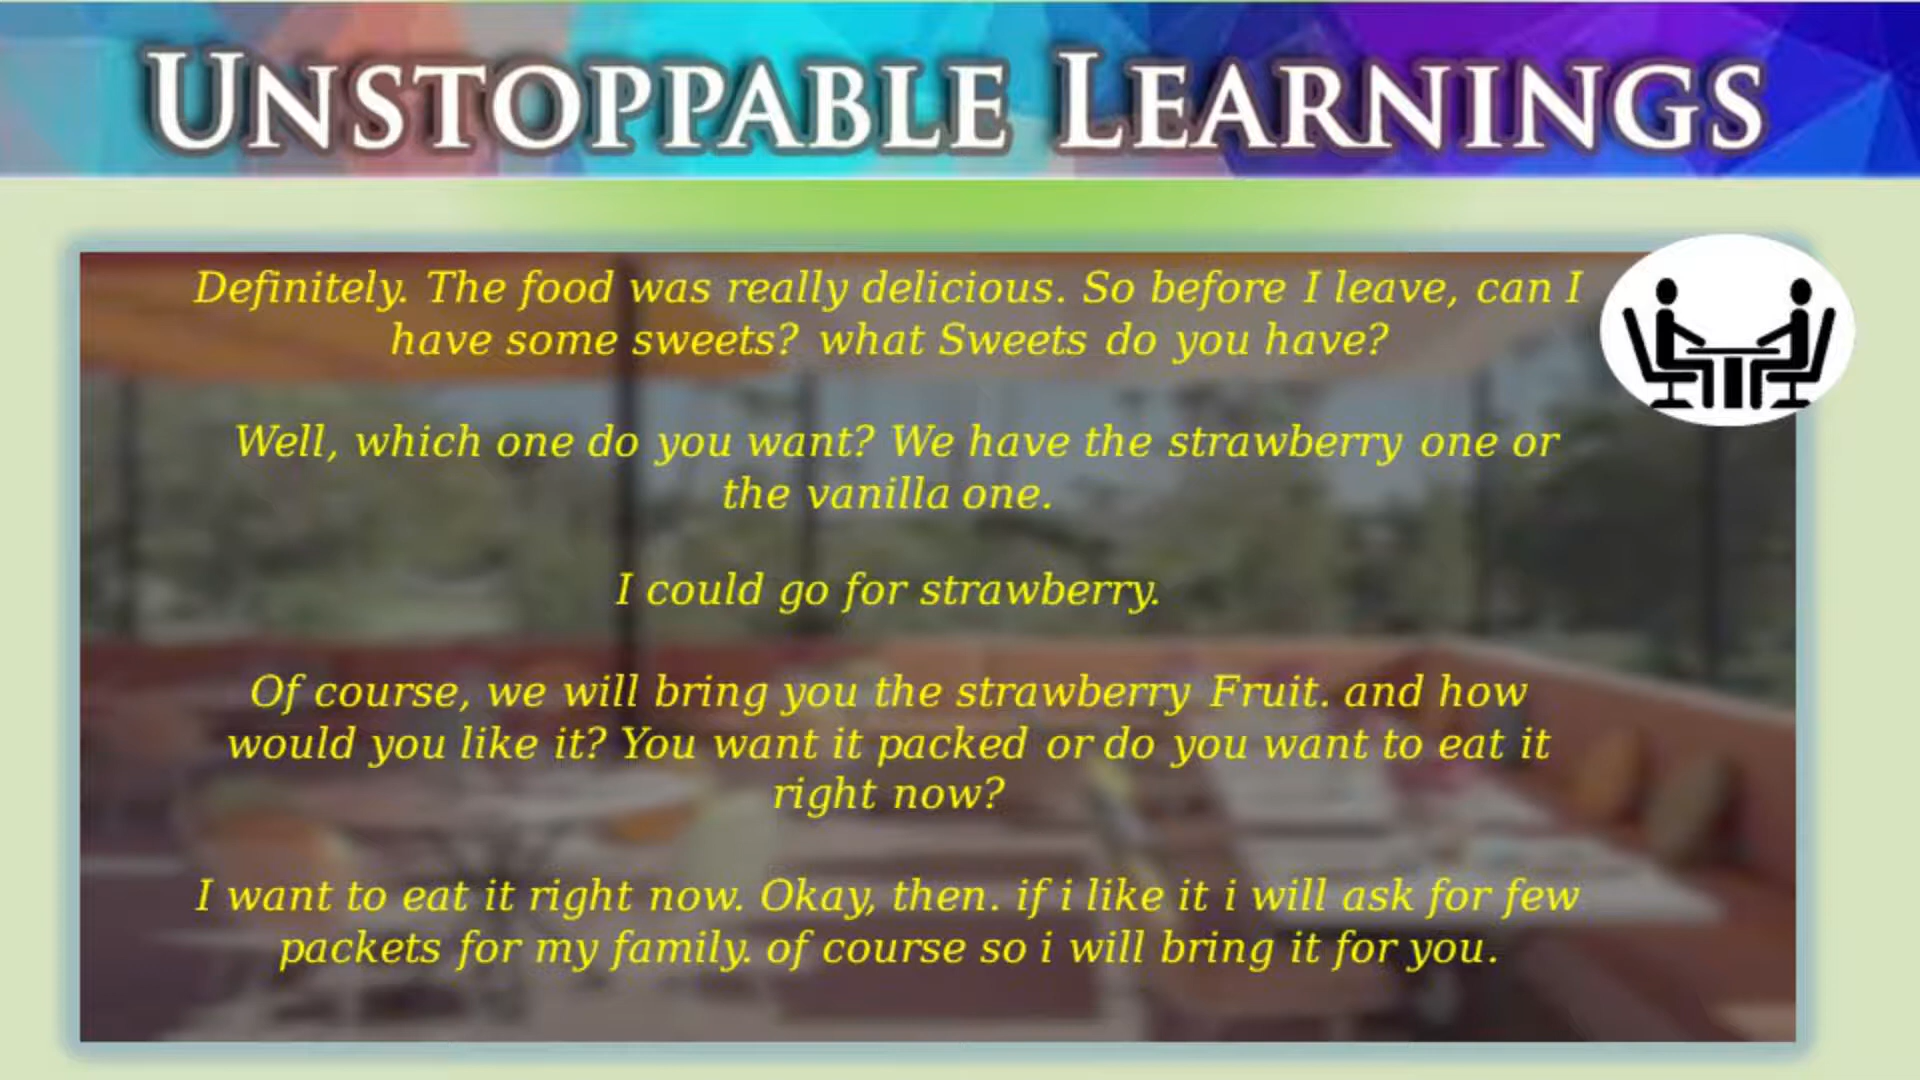 UNSTOPPABLE LEARNINGS
Definitely. The food was really delicious. So before I leave, can I
have some sweets? what Sweets do you have?
Well, which one do you want? We have the strawberry one or
the vanilla one.
I could go for strawberry.
Of course, we will bring you the strawberry Fruit. and how
would you like it? You want it packed or do you want to eat it
right now?
I want to eat it right now. Okay, then. if i like it i will ask for few
packets for my family. of course so i will bring it for you.